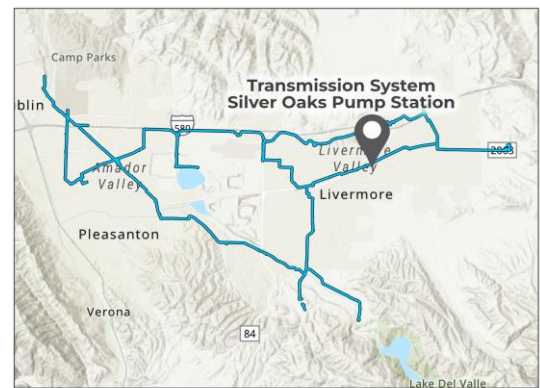 Camp Parks
Transmission System
Silver Oaks Pump Station
blin
580
Amador
Valley
Livermore
Valley
Livermore
Pleasanton
Verona
84
Lake Del Valle